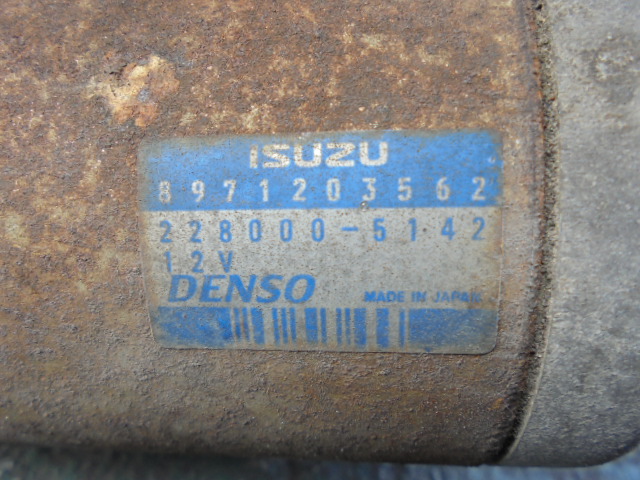 ISUZU
8971203562
228000-5142
12V
DENSO MADE IN JAPAN